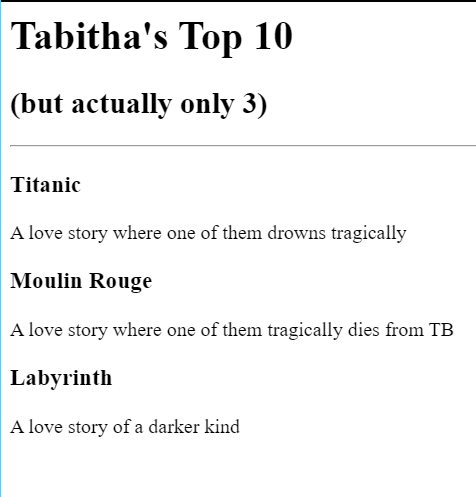 Tabitha's Top 10
(but actually only 3)
Titanic
A love story where one of them drowns tragically
Moulin Rouge
A love story where one of them tragically dies from TB
Labyrinth
A love story of a darker kind